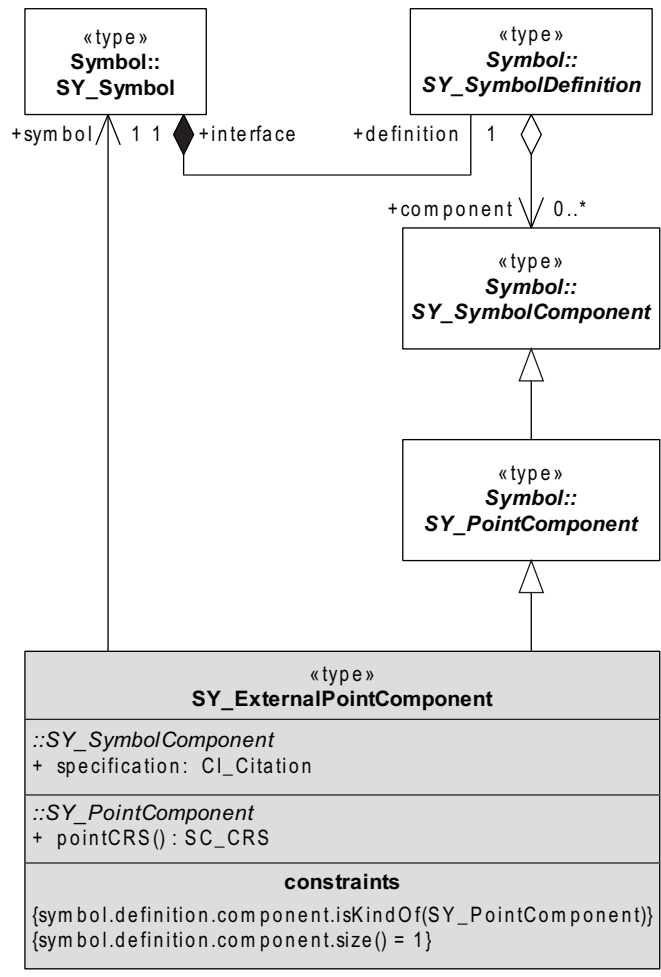 «type»
Symbol::
SY_Symbol
«type»
Symbol::
SY_SymbolDefinition
+symbol 1 1 +interface +definition 1
+component 0..*
«type»
Symbol::
SY_SymbolComponent
«type»
Symbol::
SY_PointComponent
«type»
SY_ExternalPointComponent
::SY_SymbolComponent
+ specification: CI_Citation
::SY_PointComponent
+ pointCRS() : SC_CRS
constraints
{symbol.definition.component.isKindOf(SY_PointComponent)}
{symbol.definition.component.size() = 1}